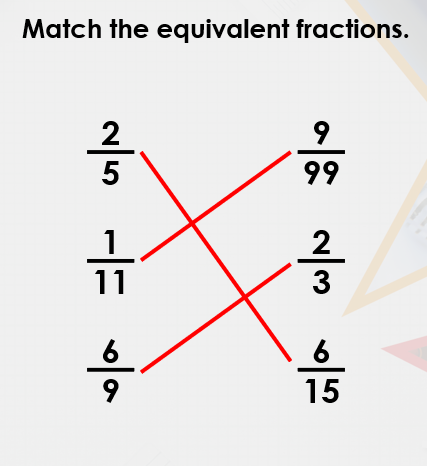 Match the equivalent fractions.
2/5 9/99
1/11 2/3
6/9 6/15